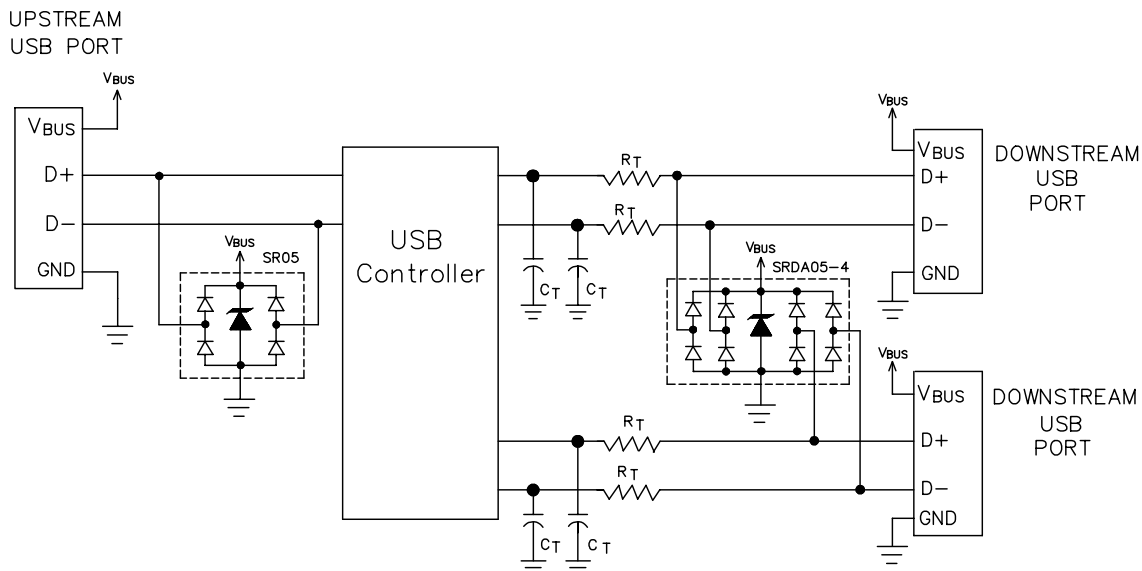 UPSTREAM
USB PORT
VBUS
VBUS
D+
D−
GND
VBUS
SR05
USB
Controller
RT
RT
CT
CT
VBUS
SRDA05-4
VBUS
VBUS
D+
D−
GND
DOWNSTREAM
USB
PORT
RT
RT
CT
CT
VBUS
VBUS
D+
D−
GND
DOWNSTREAM
USB
PORT